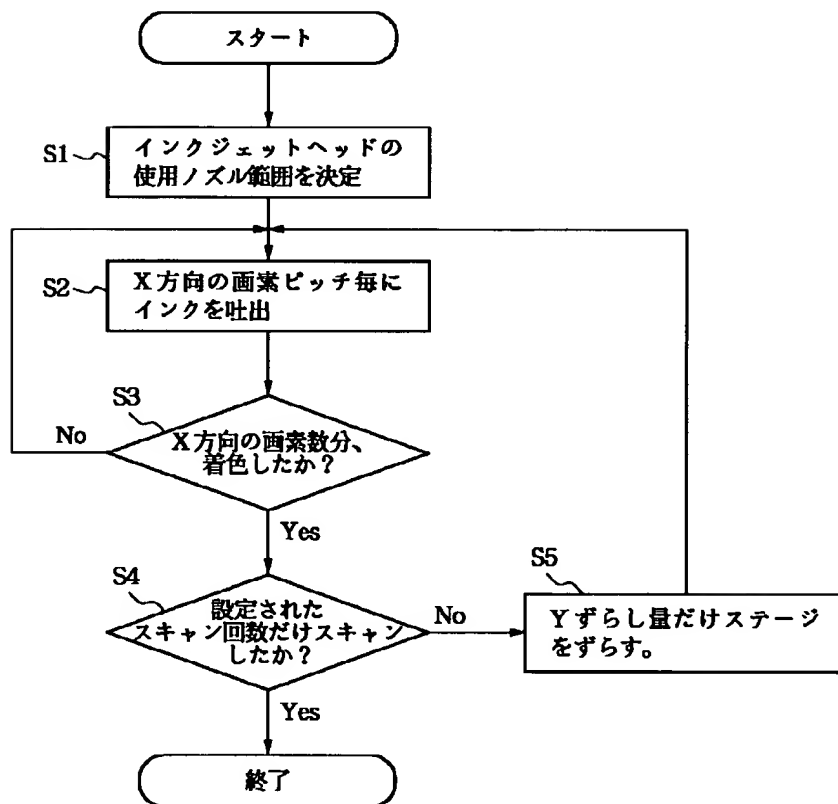 スタート
S1
インクジェットヘッドの
使用ノズル範囲を決定
S2
X方向の画素ピッチ毎に
インクを吐出
S3
No
X方向の画素数分、
着色したか？
Yes
S4
設定された
スキャン回数だけスキャン
したか？
No
S5
Yずらし量だけステージ
をずらす。
Yes
終了